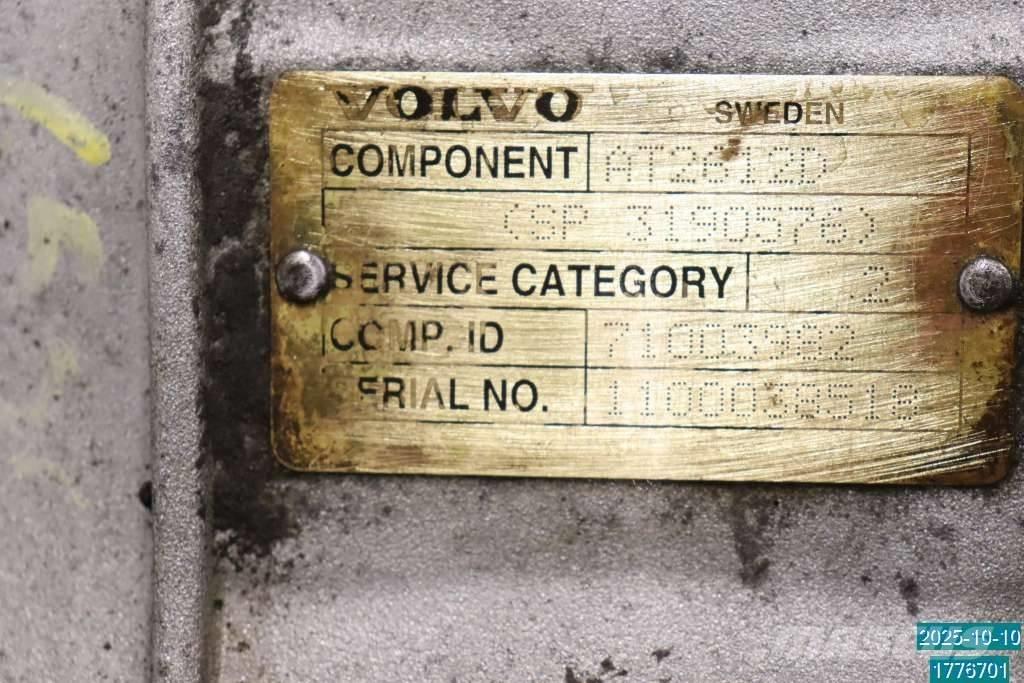 VOLVO SWEDEN
COMPONENT AT2612D
(SP 3190576)
SERVICE CATEGORY 2
COMP. ID 71003982
SERIAL NO. 1100038518
2025-10-10
1776701